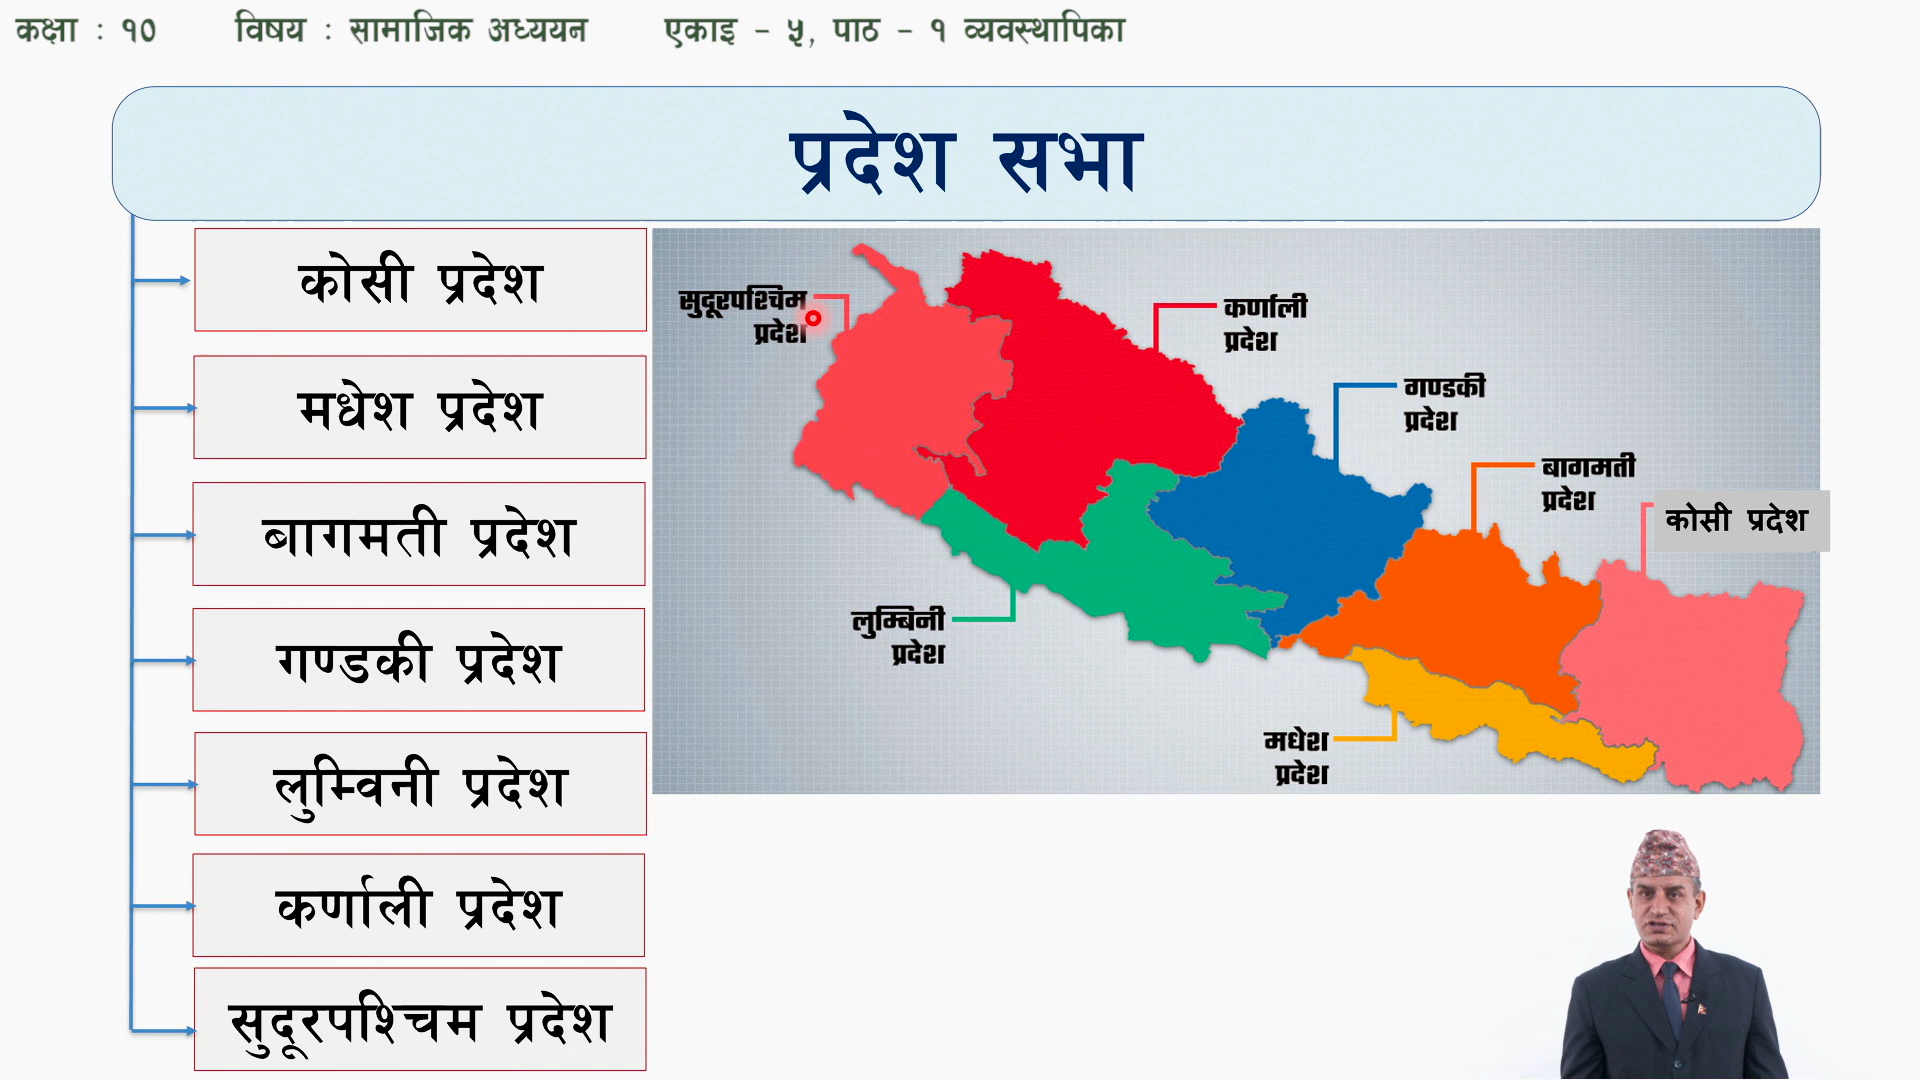 कक्षा : १० विषय : सामाजिक अध्ययन एकाइ - ५, पाठ - १ व्यवस्थापिका
प्रदेश सभा
कोसी प्रदेश
मधेश प्रदेश
बागमती प्रदेश
गण्डकी प्रदेश
लुम्विनी प्रदेश
कर्णाली प्रदेश
सुदूरपश्चिम प्रदेश
सुदूरपश्चिम
प्रदेश
कर्णाली
प्रदेश
गण्डकी
प्रदेश
बागमती
प्रदेश
कोसी प्रदेश
लुम्बिनी
प्रदेश
मधेश
प्रदेश